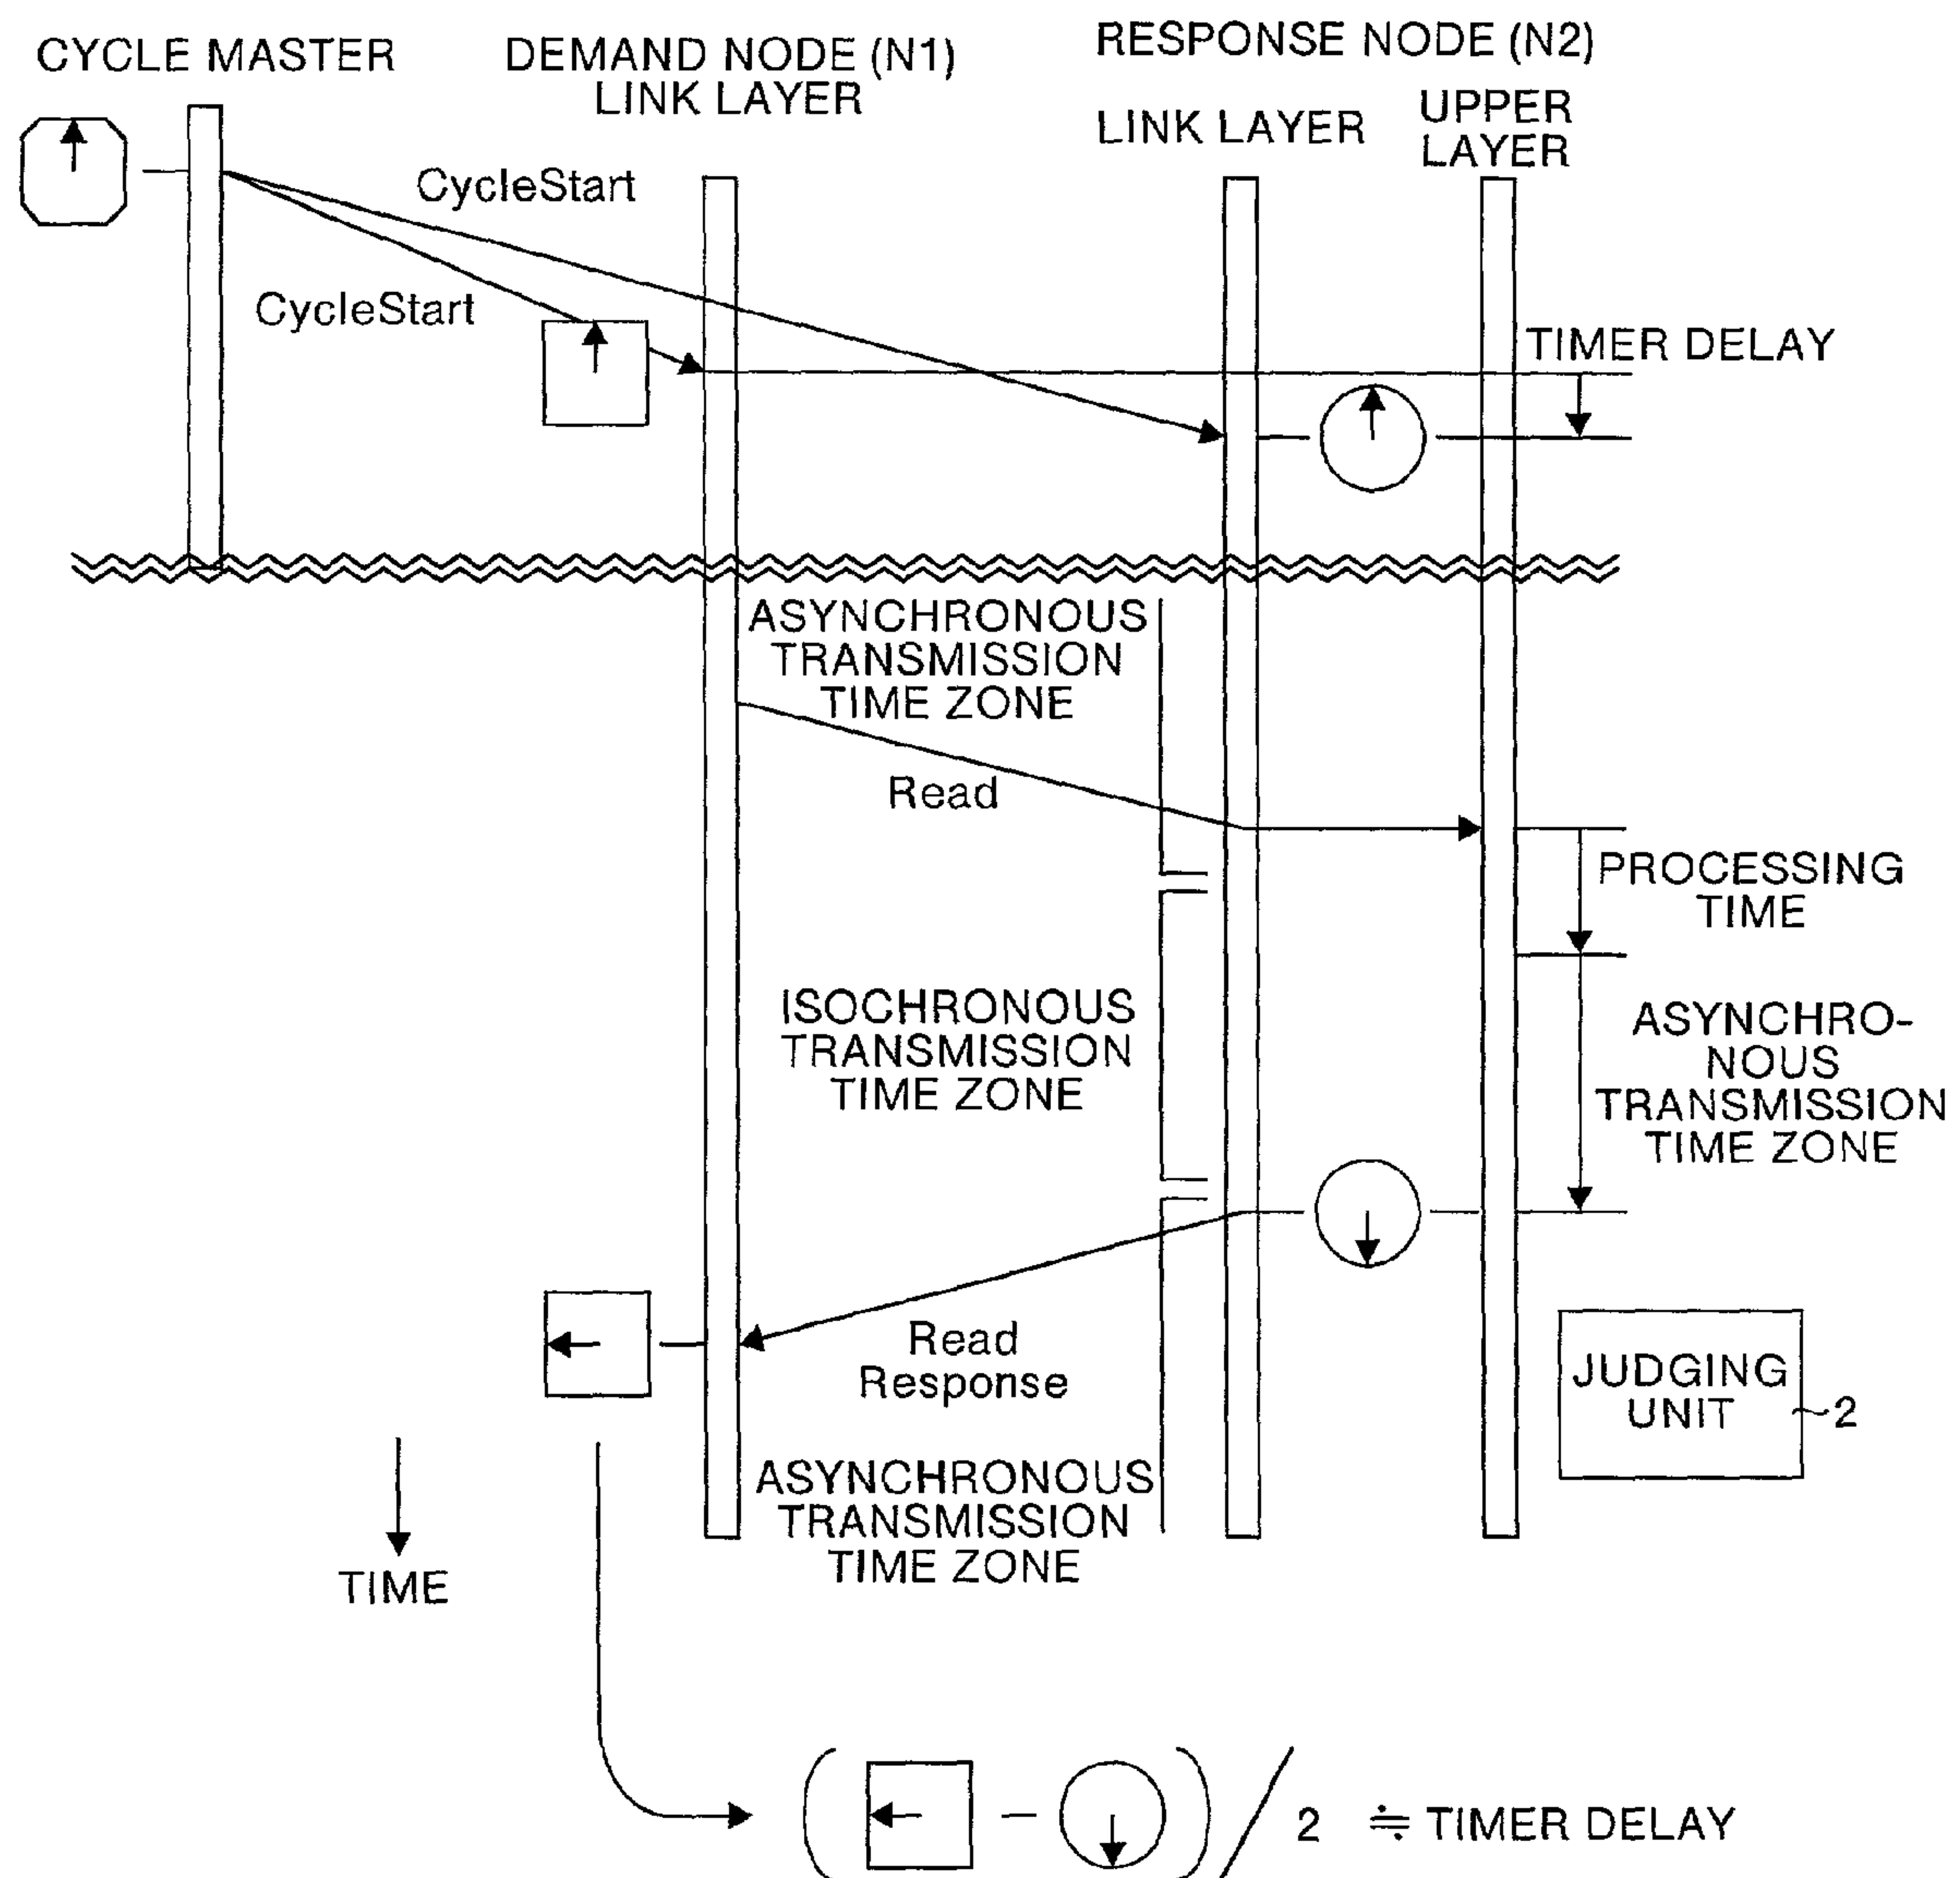 CYCLE MASTER
DEMAND NODE (N1)
LINK LAYER
RESPONSE NODE (N2)
LINK LAYER
UPPER
LAYER
CycleStart
CycleStart
TIMER DELAY
ASYNCHRONOUS
TRANSMISSION
TIME ZONE
Read
PROCESSING
TIME
ISOCHRONOUS
TRANSMISSION
TIME ZONE
ASYNCHRO-
NOUS
TRANSMISSION
TIME ZONE
Read
Response
JUDGING
UNIT
2
ASYNCHRONOUS
TRANSMISSION
TIME ZONE
TIME
( − ) / 2 ≒ TIMER DELAY